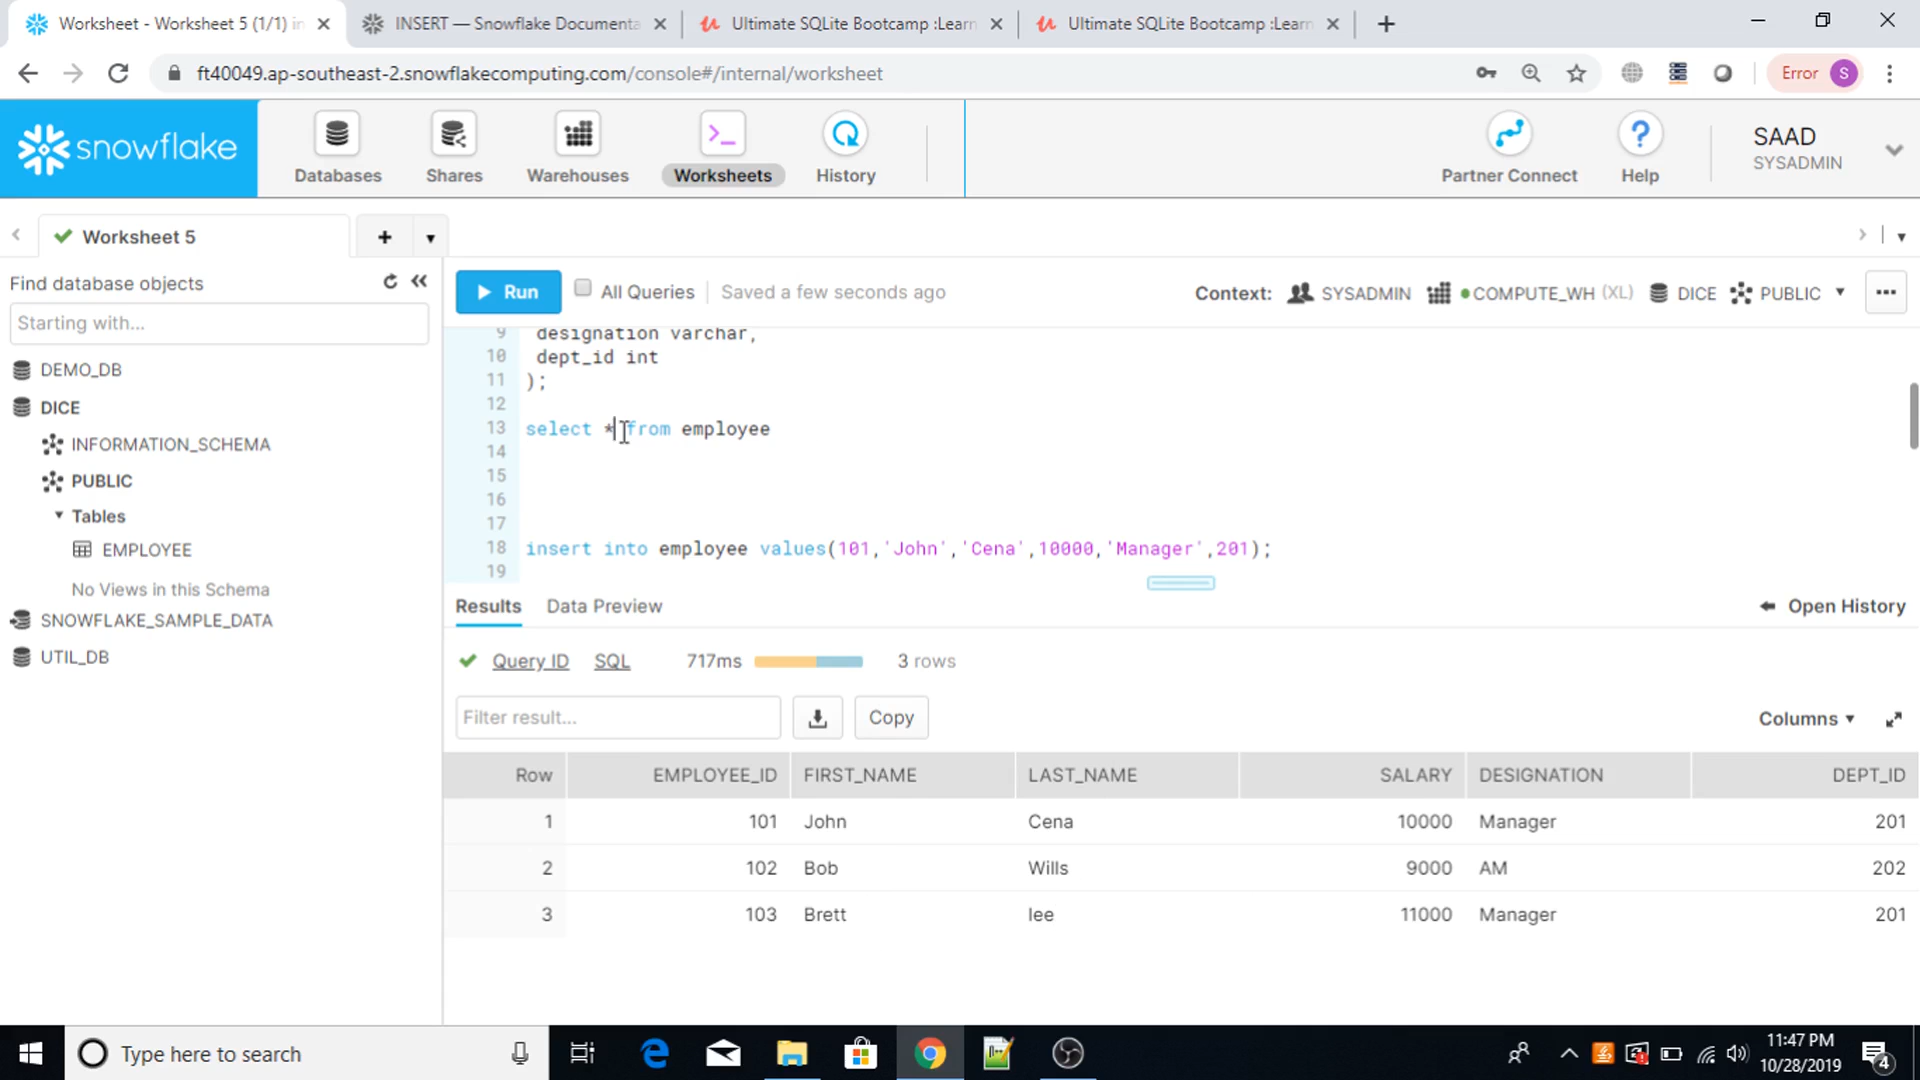 Worksheet - Worksheet 5 (1/1) in
INSERT — Snowflake Documenta
Ultimate SQLite Bootcamp :Learn
Ultimate SQLite Bootcamp :Learn
ft40049.ap-southeast-2.snowflakecomputing.com/console#/internal/worksheet
Error S
snowflake
Databases
Shares
Warehouses
Worksheets
History
Partner Connect
Help
SAAD
SYSADMIN
Worksheet 5
Find database objects
Starting with...
DEMO_DB
DICE
INFORMATION_SCHEMA
PUBLIC
Tables
EMPLOYEE
No Views in this Schema
SNOWFLAKE_SAMPLE_DATA
UTIL_DB
Run
All Queries
Saved a few seconds ago
Context: SYSADMIN COMPUTE_WH (XL) DICE PUBLIC
9 designation varchar,
10 dept_id int
11 );
12
13 select * from employee
14
15
16
17
18 insert into employee values(101,'John','Cena',10000,'Manager',201);
19
Results
Data Preview
Open History
Query ID SQL 717ms 3 rows
Filter result...
Copy
Columns
Row EMPLOYEE_ID FIRST_NAME LAST_NAME SALARY DESIGNATION DEPT_ID
1 101 John Cena 10000 Manager 201
2 102 Bob Wills 9000 AM 202
3 103 Brett lee 11000 Manager 201
Type here to search
11:47 PM
10/28/2019
4